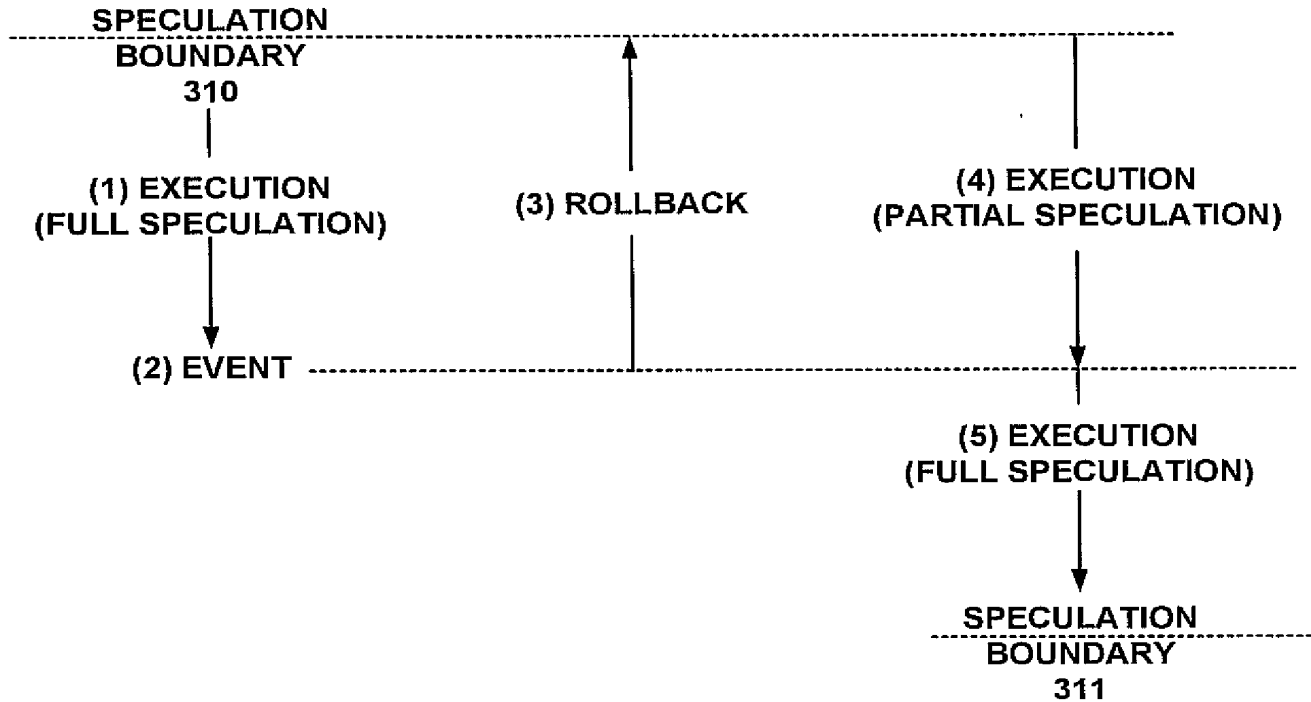 SPECULATION
BOUNDARY
310
(1) EXECUTION
(FULL SPECULATION)
(2) EVENT
(3) ROLLBACK
(4) EXECUTION
(PARTIAL SPECULATION)
(5) EXECUTION
(FULL SPECULATION)
SPECULATION
BOUNDARY
311